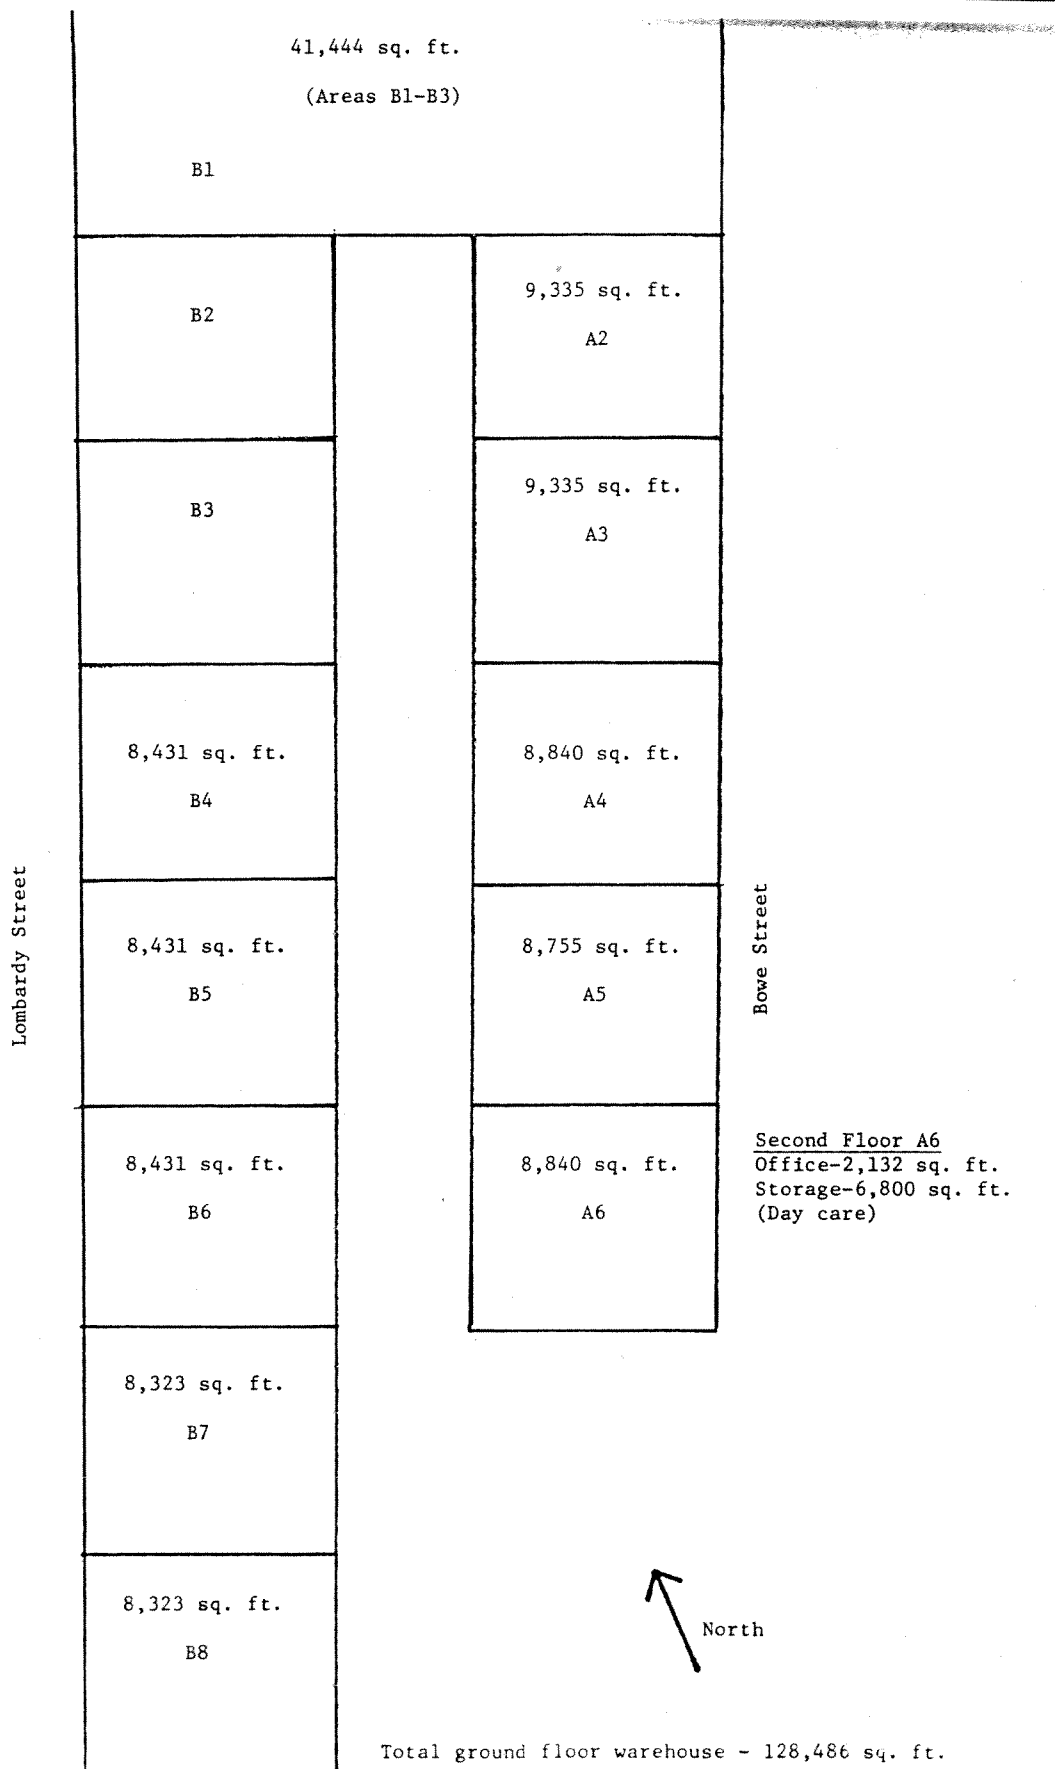 41,444 sq. ft.
(Areas B1-B3)
B1
B2
9,335 sq. ft.
A2
B3
9,335 sq. ft.
A3
8,431 sq. ft.
B4
8,840 sq. ft.
A4
Lombardy Street
8,431 sq. ft.
B5
8,755 sq. ft.
A5
Bowe Street
8,431 sq. ft.
B6
8,840 sq. ft.
A6
Second Floor A6
Office-2,132 sq. ft.
Storage-6,800 sq. ft.
(Day care)
8,323 sq. ft.
B7
8,323 sq. ft.
B8
North
Total ground floor warehouse - 128,486 sq. ft.